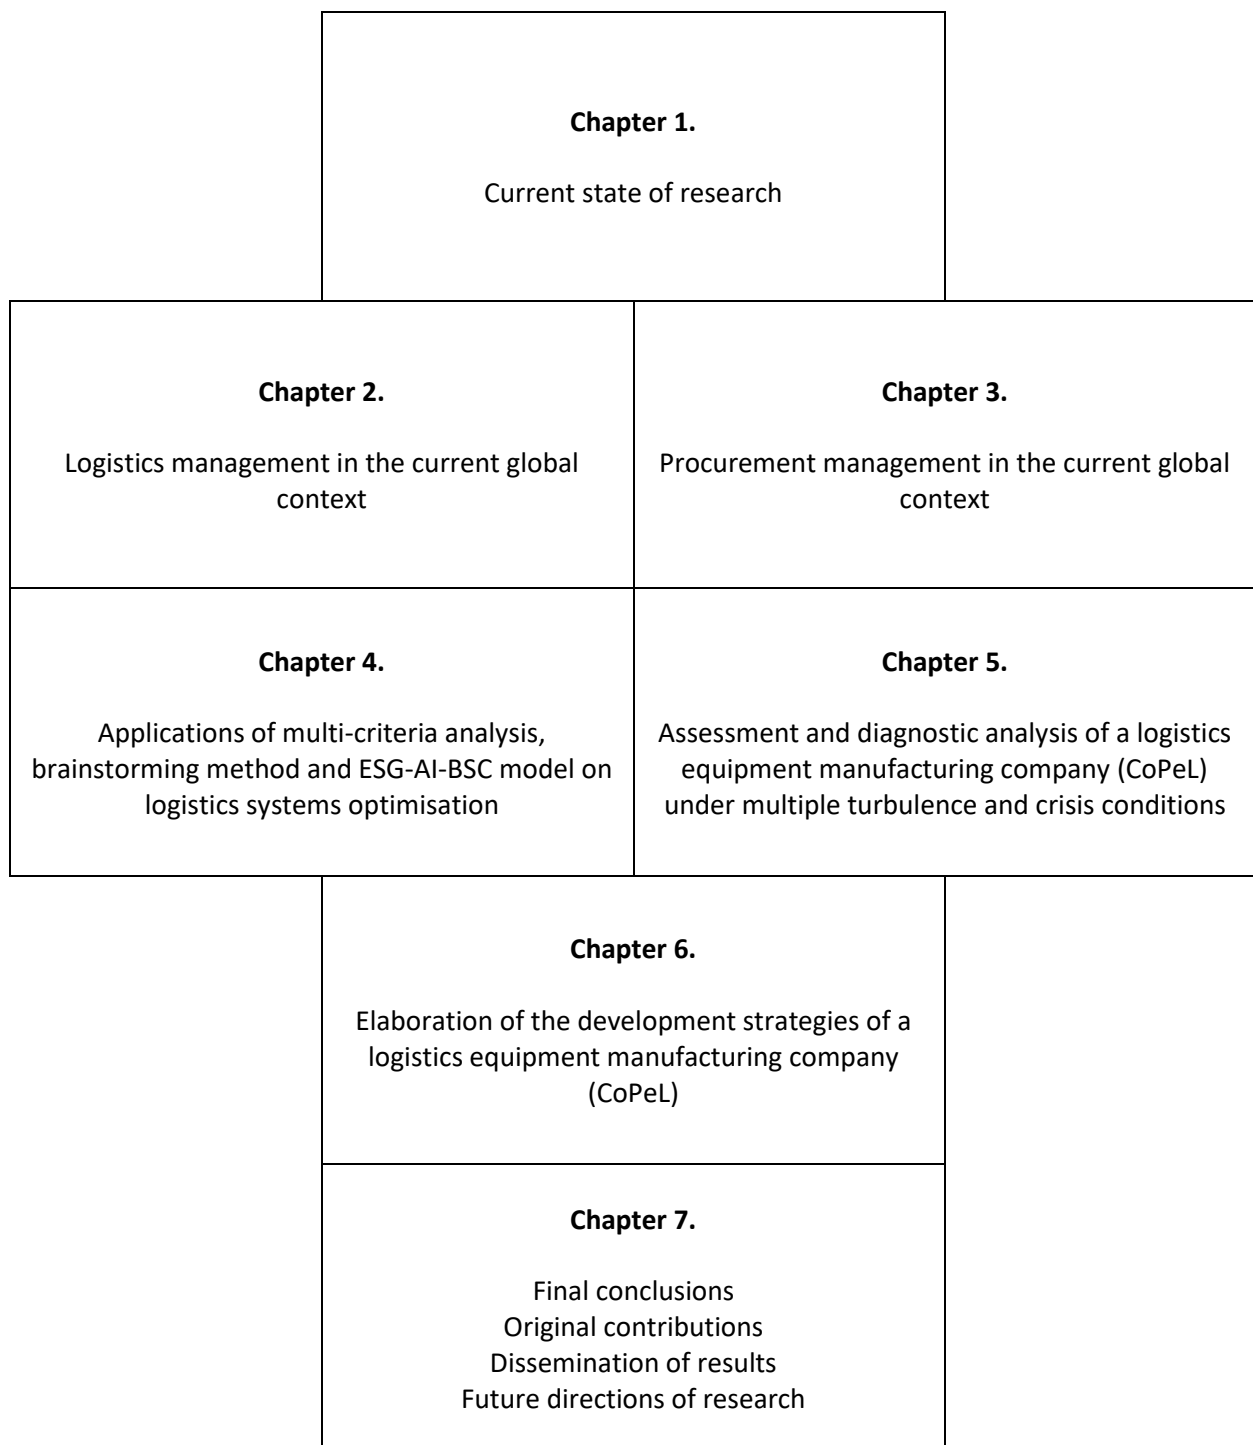 Chapter 1.
Current state of research
Chapter 2.
Logistics management in the current global
context
Chapter 3.
Procurement management in the current global
context
Chapter 4.
Applications of multi-criteria analysis,
brainstorming method and ESG-AI-BSC model on
logistics systems optimisation
Chapter 5.
Assessment and diagnostic analysis of a logistics
equipment manufacturing company (CoPeL)
under multiple turbulence and crisis conditions
Chapter 6.
Elaboration of the development strategies of a
logistics equipment manufacturing company
(CoPeL)
Chapter 7.
Final conclusions
Original contributions
Dissemination of results
Future directions of research